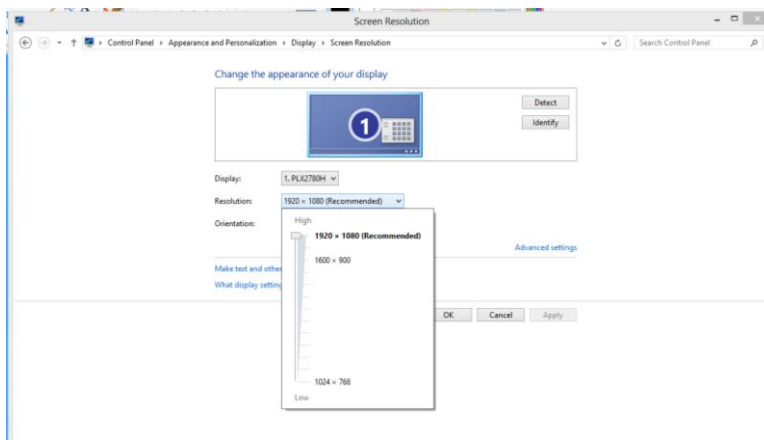 Screen Resolution
Control Panel › Appearance and Personalization › Display › Screen Resolution
Search Control Panel
Change the appearance of your display
1
Detect
Identify
Display: 1. PLX2780H
Resolution: 1920 × 1080 (Recommended)
Orientation:
High
1920 × 1080 (Recommended)
Advanced settings
1600 × 900
Make text and other
What display setting
OK Cancel Apply
1024 × 768
Low